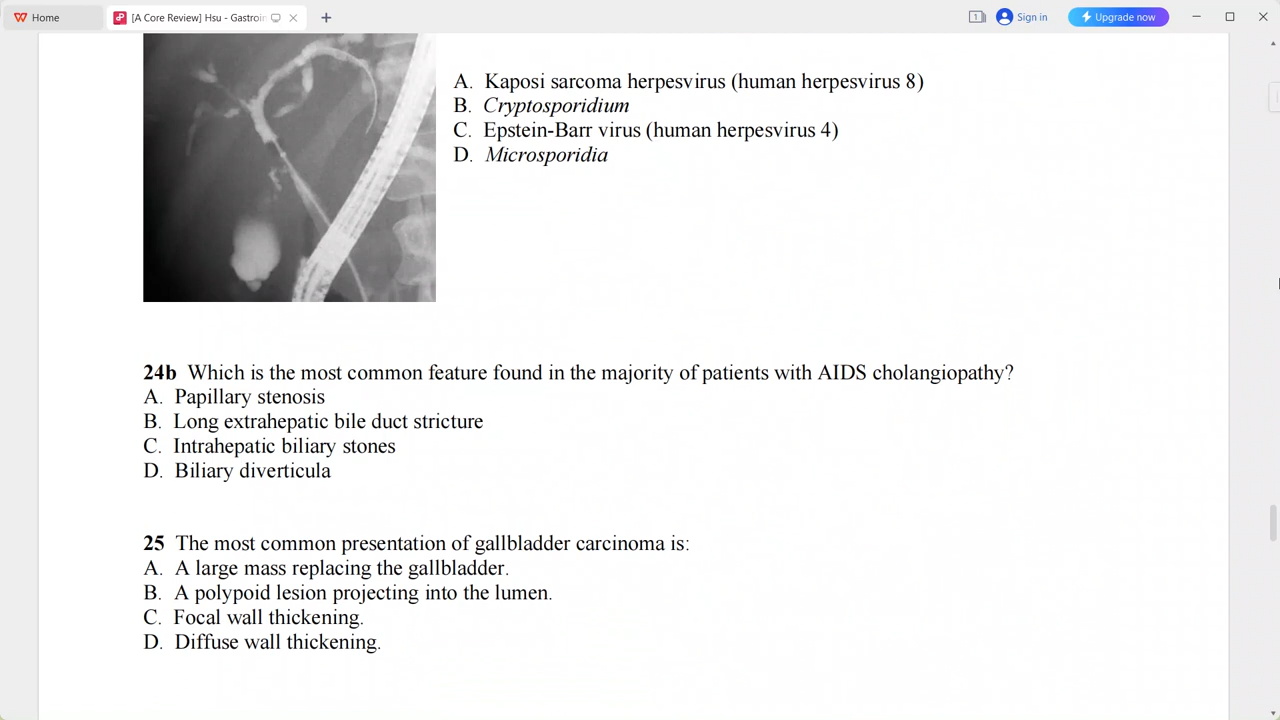 Home
[A Core Review] Hsu - Gastroin
1
Sign in
Upgrade now
A. Kaposi sarcoma herpesvirus (human herpesvirus 8)
B. Cryptosporidium
C. Epstein-Barr virus (human herpesvirus 4)
D. Microsporidia
24b Which is the most common feature found in the majority of patients with AIDS cholangiopathy?
A. Papillary stenosis
B. Long extrahepatic bile duct stricture
C. Intrahepatic biliary stones
D. Biliary diverticula
25 The most common presentation of gallbladder carcinoma is:
A. A large mass replacing the gallbladder.
B. A polypoid lesion projecting into the lumen.
C. Focal wall thickening.
D. Diffuse wall thickening.